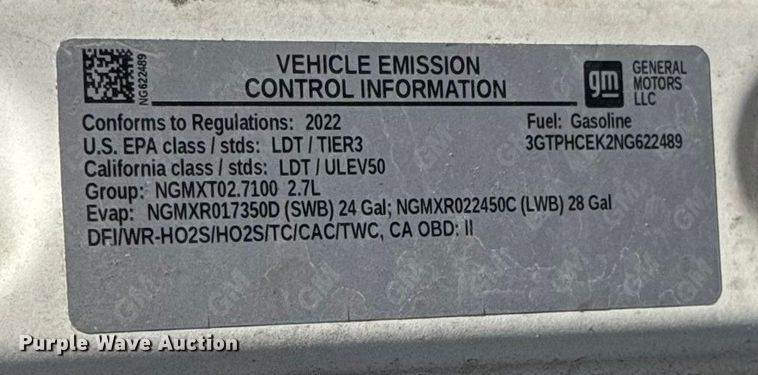 NG622489
VEHICLE EMISSION
CONTROL INFORMATION
gm
GENERAL
MOTORS
LLC
Conforms to Regulations: 2022
Fuel: Gasoline
U.S. EPA class / stds: LDT / TIER3
3GTPHCEK2NG622489
California class / stds: LDT / ULEV50
Group: NGMXT02.7100 2.7L
Evap: NGMXR017350D (SWB) 24 Gal; NGMXR022450C (LWB) 28 Gal
DFI/WR-HO2S/HO2S/TC/CAC/TWC, CA OBD: II
Purple Wave Auction